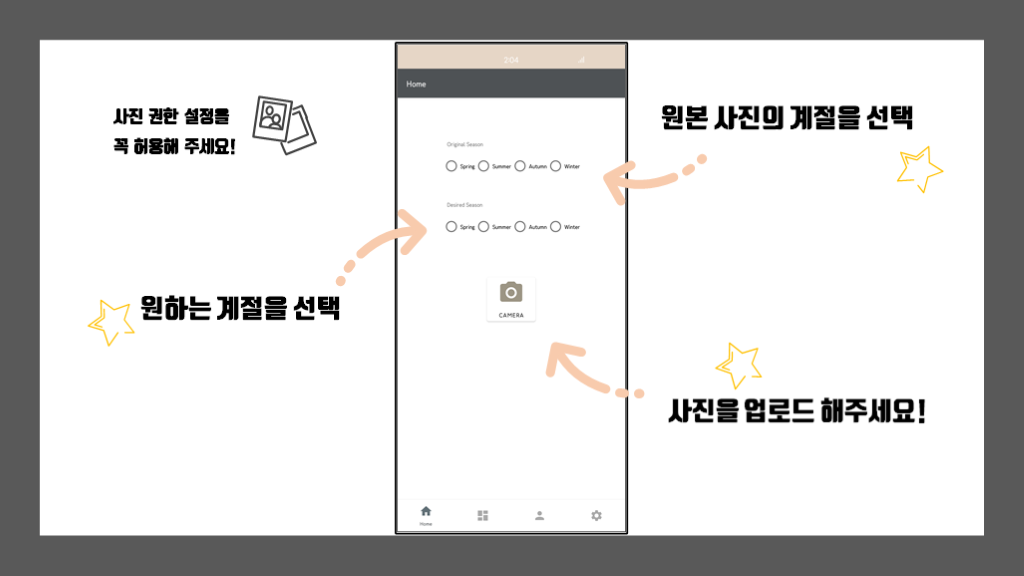 사진 권한 설정을
꼭 허용해 주세요!
원하는 계절을 선택
2:04
Home
Original Season
Spring Summer Autumn Winter
Desired Season
Spring Summer Autumn Winter
CAMERA
Home
원본 사진의 계절을 선택
사진을 업로드 해주세요!